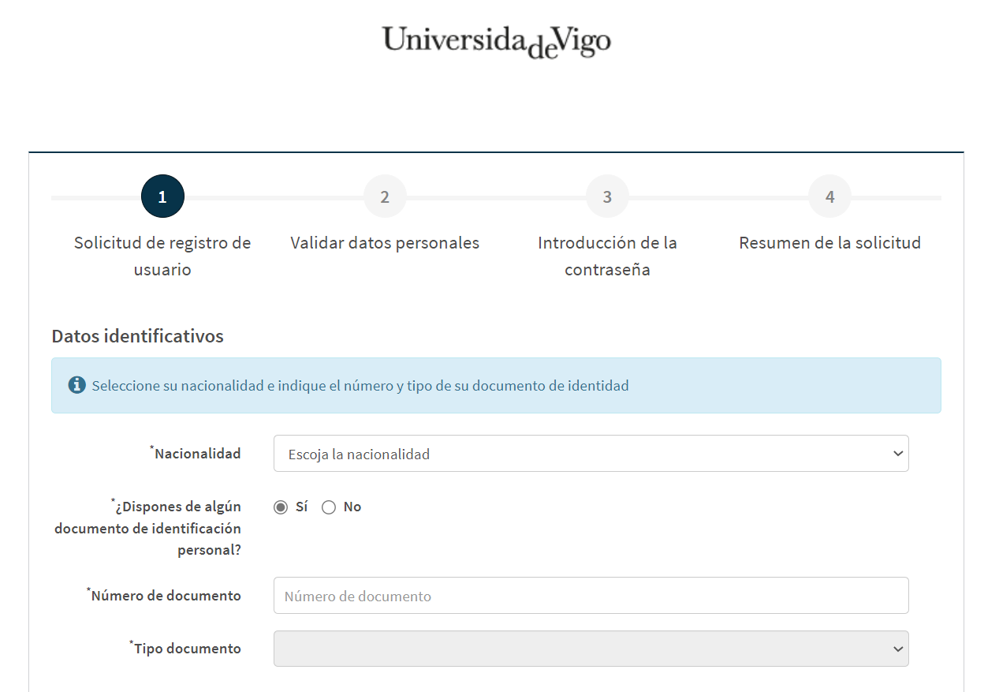 UniversidadeVigo
1
2
3
4
Solicitud de registro de
usuario
Validar datos personales
Introducción de la
contraseña
Resumen de la solicitud
Datos identificativos
Seleccione su nacionalidad e indique el número y tipo de su documento de identidad
*Nacionalidad
Escoja la nacionalidad
*¿Dispones de algún
documento de identificación
personal?
Sí
No
*Número de documento
Número de documento
*Tipo documento